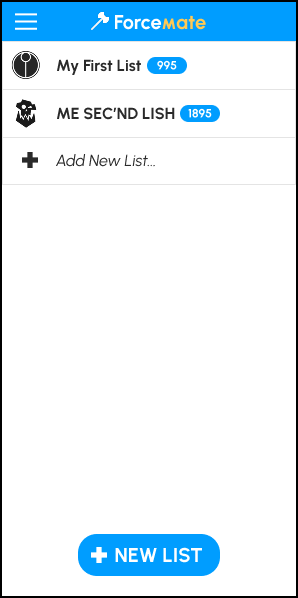 Forcemate
My First List 995
ME SEC'ND LISH 1895
Add New List...
NEW LIST